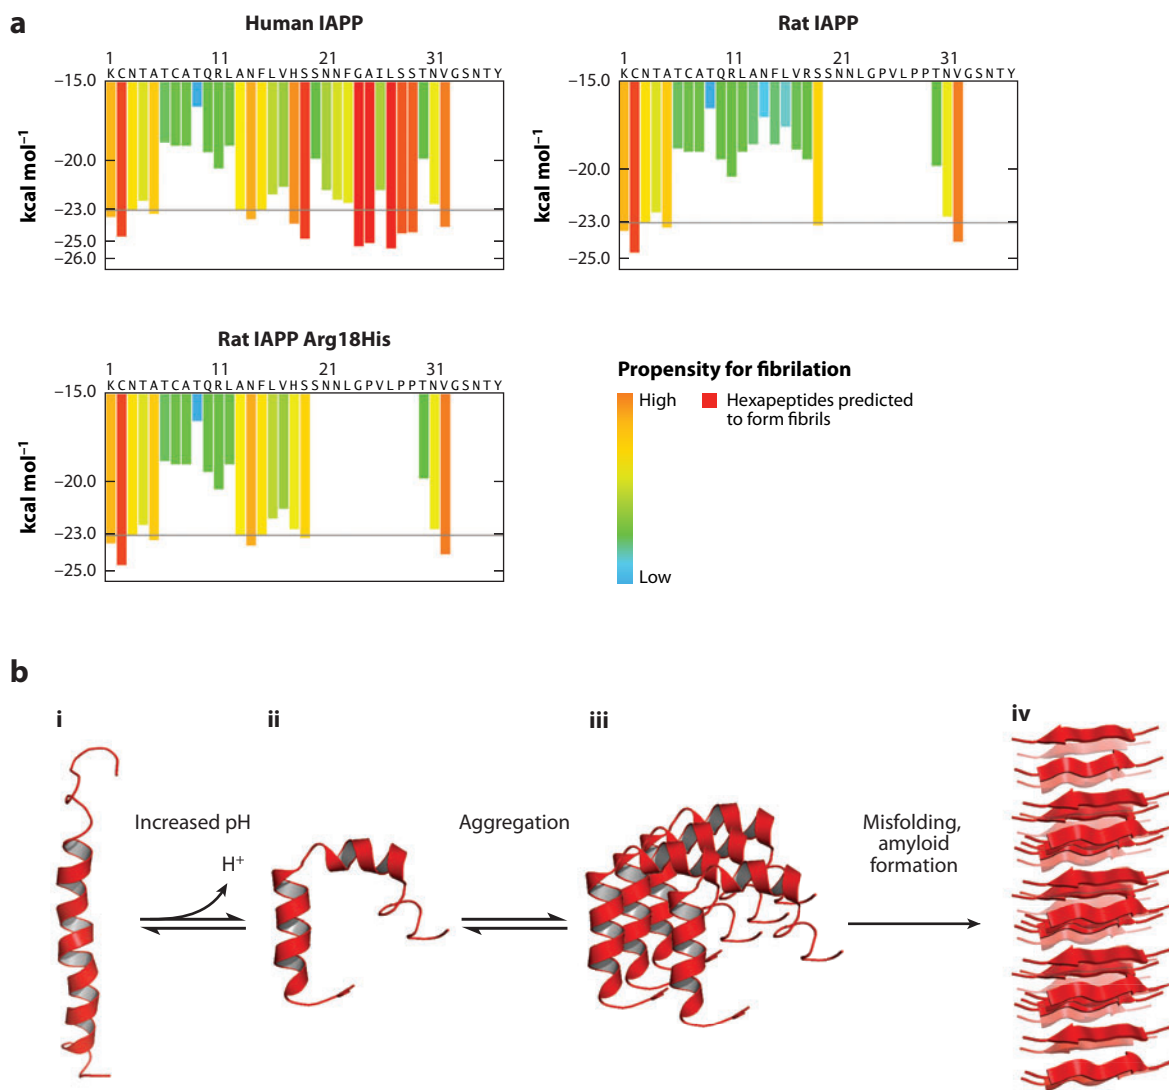 a
Human IAPP
1 11 21 31
K C N T A T C A T Q R L A N F L V H S S N N F G A I L S S T N V G S N T Y
−15.0
−20.0
−23.0
−25.0
−26.0
kcal mol⁻¹
Rat IAPP
1 11 21 31
K C N T A T C A T Q R L A N F L V R S S N N L G P V L P P T N V G S N T Y
−15.0
−20.0
−23.0
−25.0
kcal mol⁻¹
Rat IAPP Arg18His
1 11 21 31
K C N T A T C A T Q R L A N F L V H S S N N L G P V L P P T N V G S N T Y
−15.0
−20.0
−23.0
−25.0
kcal mol⁻¹
Propensity for fibrilation
High
Low
Hexapeptides predicted
to form fibrils
b
i
ii
iii
iv
Increased pH
H⁺
Aggregation
Misfolding,
amyloid
formation